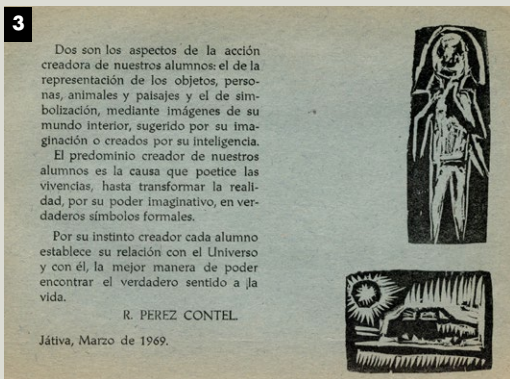 3
Dos son los aspectos de la acción
creadora de nuestros alumnos: el de la
representación de los objetos, perso-
nas, animales y paisajes y el de sim-
bolización, mediante imágenes de su
mundo interior, sugerido por su ima-
ginación o creados por su inteligencia.
El predominio creador de nuestros
alumnos es la causa que poetice las
vivencias, hasta transformar la reali-
dad, por su poder imaginativo, en ver-
daderos símbolos formales.
Por su instinto creador cada alumno
establece su relación con el Universo
y con él, la mejor manera de poder
encontrar el verdadero sentido a la
vida.
R. PEREZ CONTEL.
Játiva, Marzo de 1969.